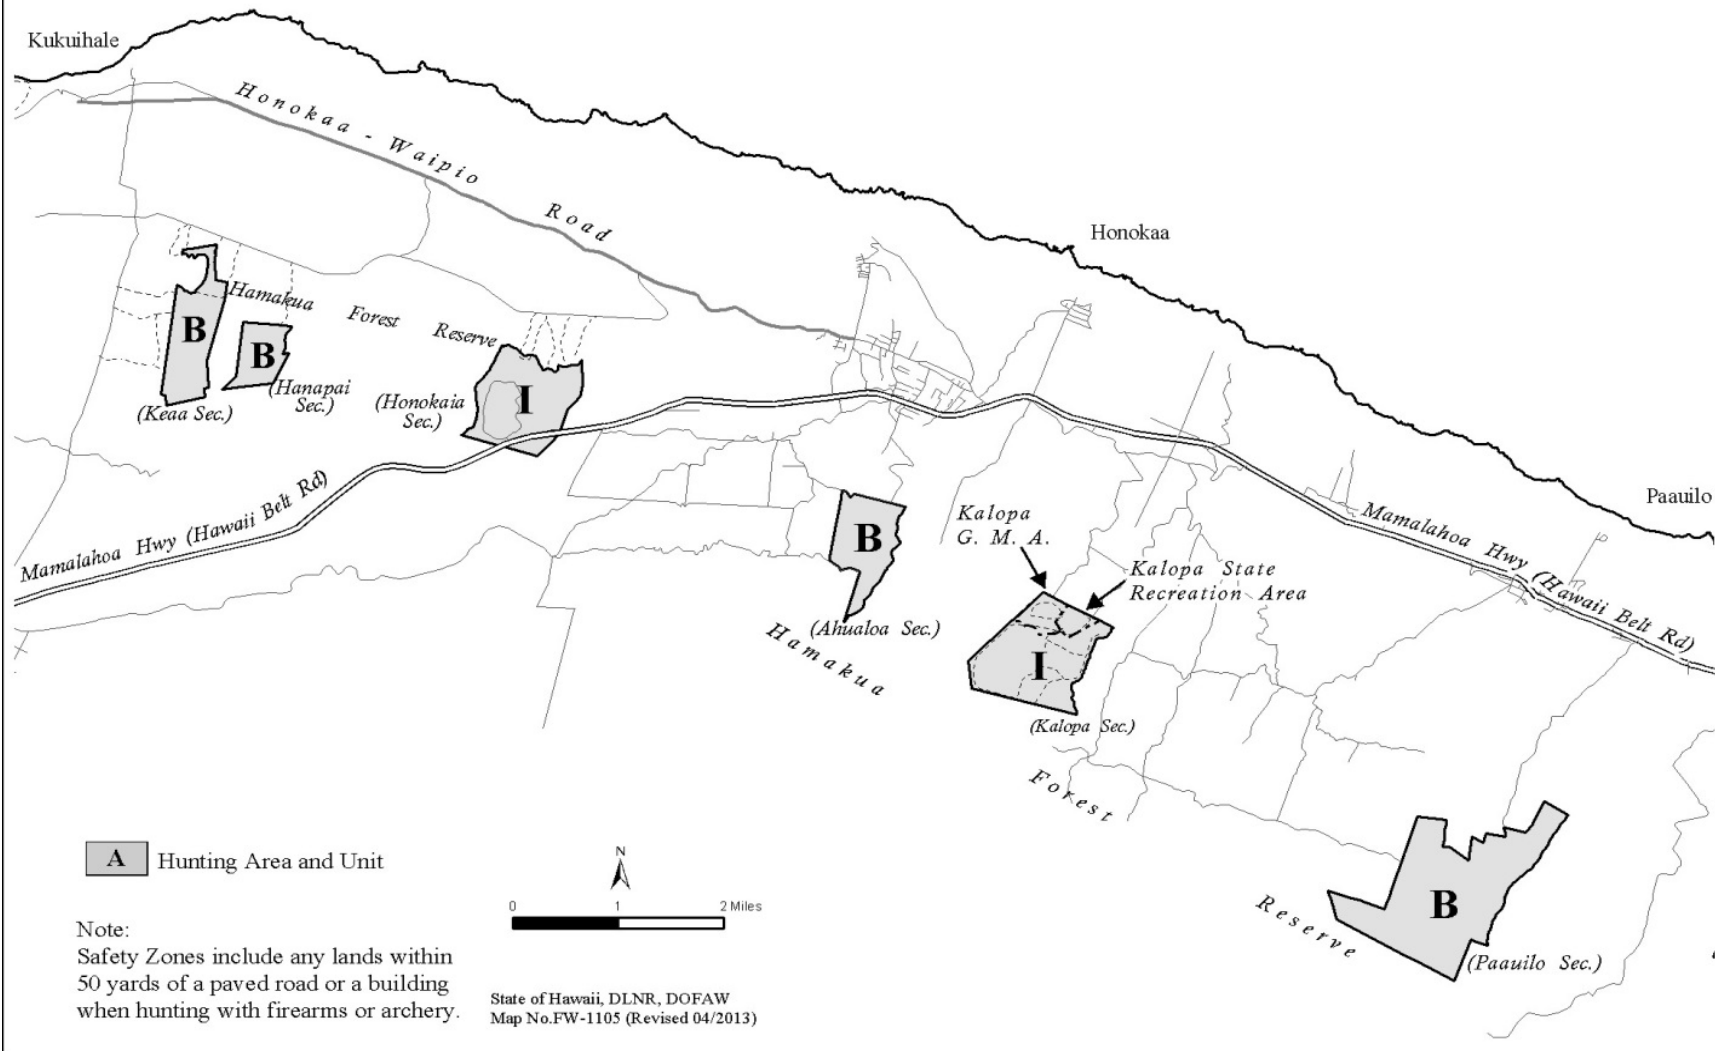 Kukuihale
Honokaa - Waipio Road
Honokaa
Paauilo
Hamakua Forest Reserve
B
B
(Keaa Sec.)
(Hanapai
Sec.)
(Honokaia
Sec.)
I
Mamalahoa Hwy (Hawaii Belt Rd)
B
(Ahualoa Sec.)
Kalopa
G. M. A.
Kalopa State
Recreation Area
I
(Kalopa Sec.)
Mamalahoa Hwy (Hawaii Belt Rd)
Hamakua
Forest
Reserve
B
(Paauilo Sec.)
A Hunting Area and Unit
N
0 1 2 Miles
Note:
Safety Zones include any lands within
50 yards of a paved road or a building
when hunting with firearms or archery.
State of Hawaii, DLNR, DOFAW
Map No.FW-1105 (Revised 04/2013)